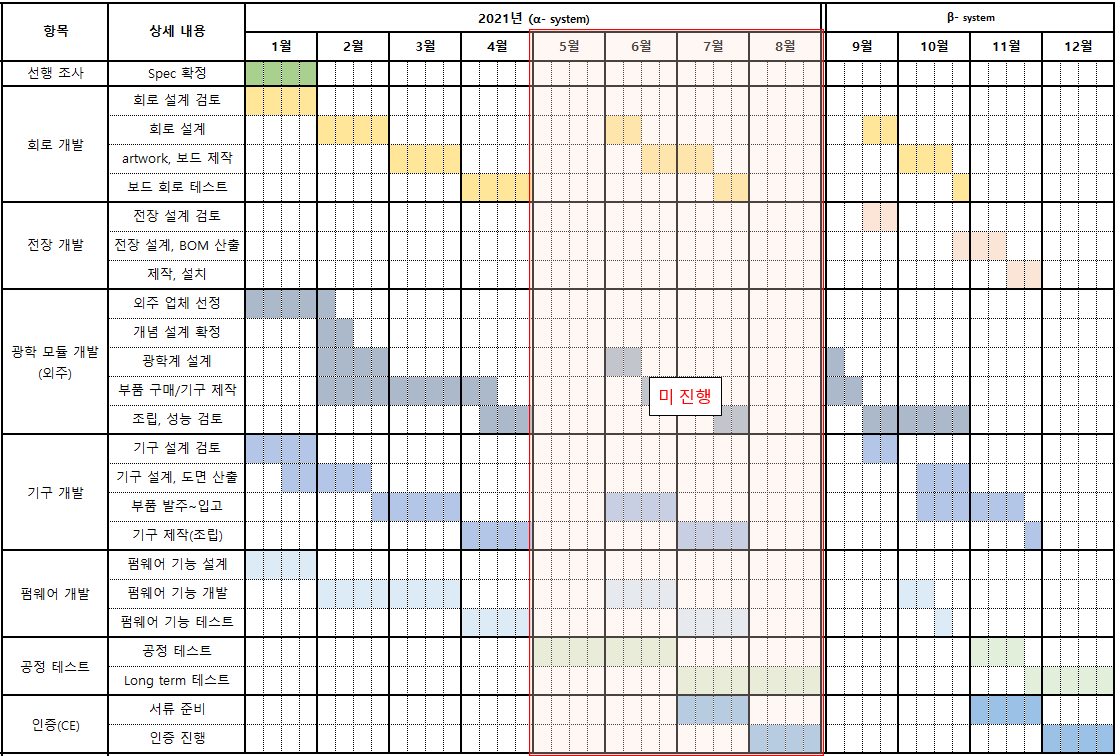 항목
상세 내용
2021년 (α- system)
β- system
1월
2월
3월
4월
5월
6월
7월
8월
9월
10월
11월
12월
선행 조사
Spec 확정
회로 개발
회로 설계 검토
회로 설계
artwork, 보드 제작
보드 회로 테스트
전장 개발
전장 설계 검토
전장 설계, BOM 산출
제작, 설치
광학 모듈 개발
(외주)
외주 업체 선정
개념 설계 확정
광학계 설계
부품 구매/기구 제작
조립, 성능 검토
미 진행
기구 개발
기구 설계 검토
기구 설계, 도면 산출
부품 발주~입고
기구 제작(조립)
펌웨어 개발
펌웨어 기능 설계
펌웨어 기능 개발
펌웨어 기능 테스트
공정 테스트
공정 테스트
Long term 테스트
인증(CE)
서류 준비
인증 진행